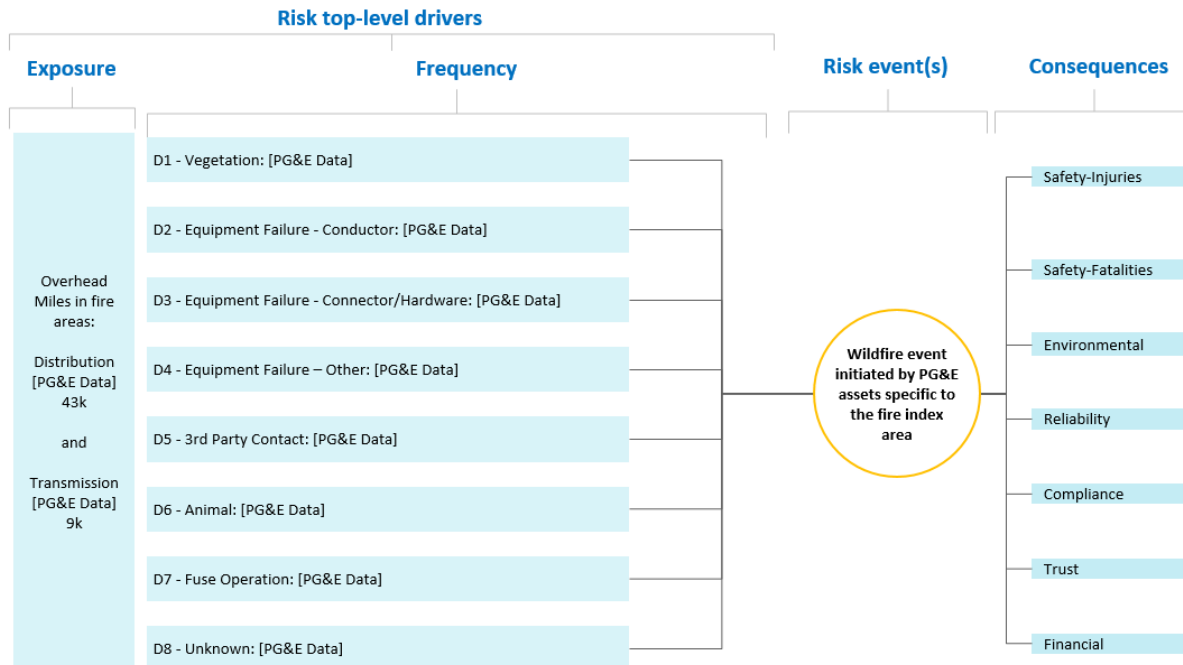 Risk top-level drivers
Exposure
Frequency
Risk event(s)
Consequences
Overhead
Miles in fire
areas:
Distribution
[PG&E Data]
43k
and
Transmission
[PG&E Data]
9k
D1 - Vegetation: [PG&E Data]
D2 - Equipment Failure - Conductor: [PG&E Data]
D3 - Equipment Failure - Connector/Hardware: [PG&E Data]
D4 - Equipment Failure – Other: [PG&E Data]
D5 - 3rd Party Contact: [PG&E Data]
D6 - Animal: [PG&E Data]
D7 - Fuse Operation: [PG&E Data]
D8 - Unknown: [PG&E Data]
Wildfire event
initiated by PG&E
assets specific to
the fire index
area
Safety-Injuries
Safety-Fatalities
Environmental
Reliability
Compliance
Trust
Financial